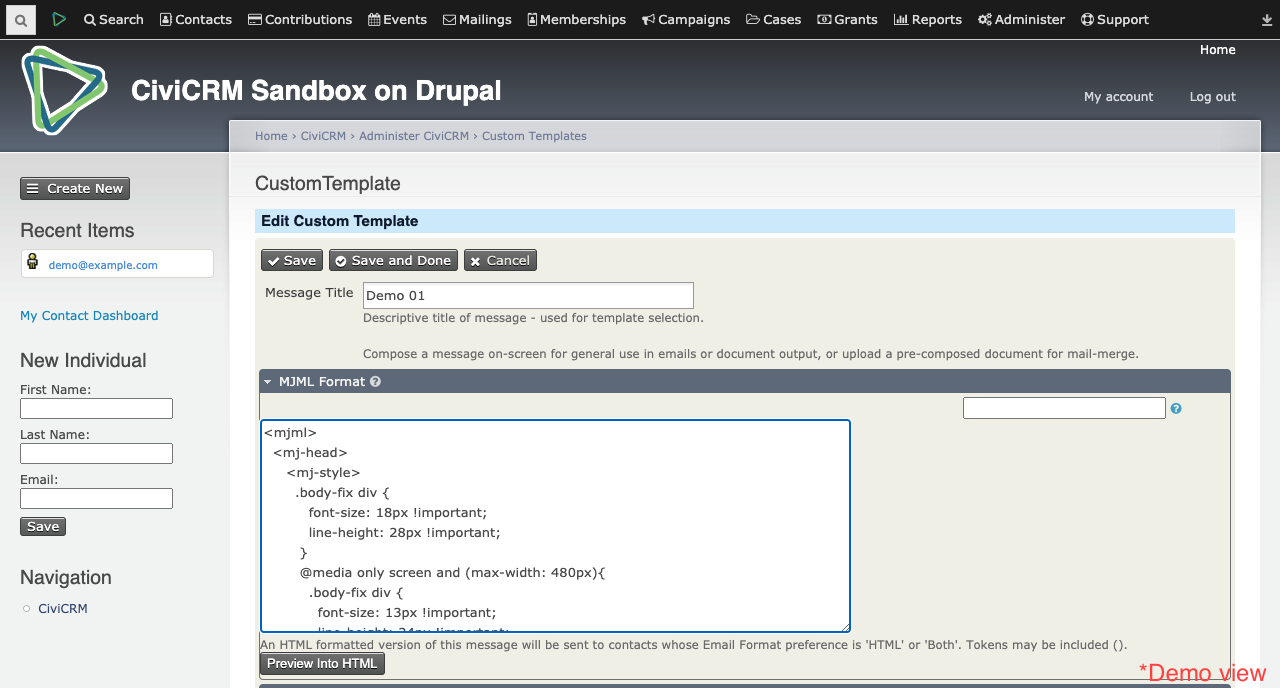 Search Contacts Contributions Events Mailings Memberships Campaigns Cases Grants Reports Administer Support
Home
CiviCRM Sandbox on Drupal
My account Log out
Home › CiviCRM › Administer CiviCRM › Custom Templates
Create New
Recent Items
demo@example.com
My Contact Dashboard
New Individual
First Name:
Last Name:
Email:
Save
Navigation
CiviCRM
CustomTemplate
Edit Custom Template
Save Save and Done Cancel
Message Title Demo 01
Descriptive title of message - used for template selection.
Compose a message on-screen for general use in emails or document output, or upload a pre-composed document for mail-merge.
MJML Format
<mjml>
<mj-head>
<mj-style>
.body-fix div {
font-size: 18px !important;
line-height: 28px !important;
}
@media only screen and (max-width: 480px){
.body-fix div {
font-size: 13px !important;
line-height: 24px !important;
An HTML formatted version of this message will be sent to contacts whose Email Format preference is 'HTML' or 'Both'. Tokens may be included ().
Preview Into HTML
*Demo view